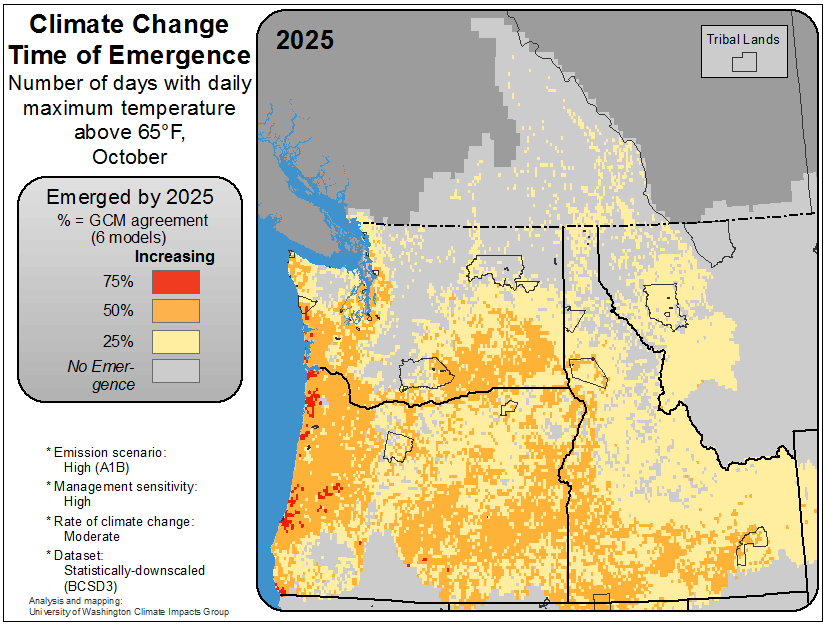 Climate Change
Time of Emergence
Number of days with daily
maximum temperature
above 65°F,
October
Emerged by 2025
% = GCM agreement
(6 models)
Increasing
75%
50%
25%
No Emer-
gence
* Emission scenario:
High (A1B)
* Management sensitivity:
High
* Rate of climate change:
Moderate
* Dataset:
Statistically-downscaled
(BCSD3)
Analysis and mapping:
University of Washington Climate Impacts Group
2025
Tribal Lands